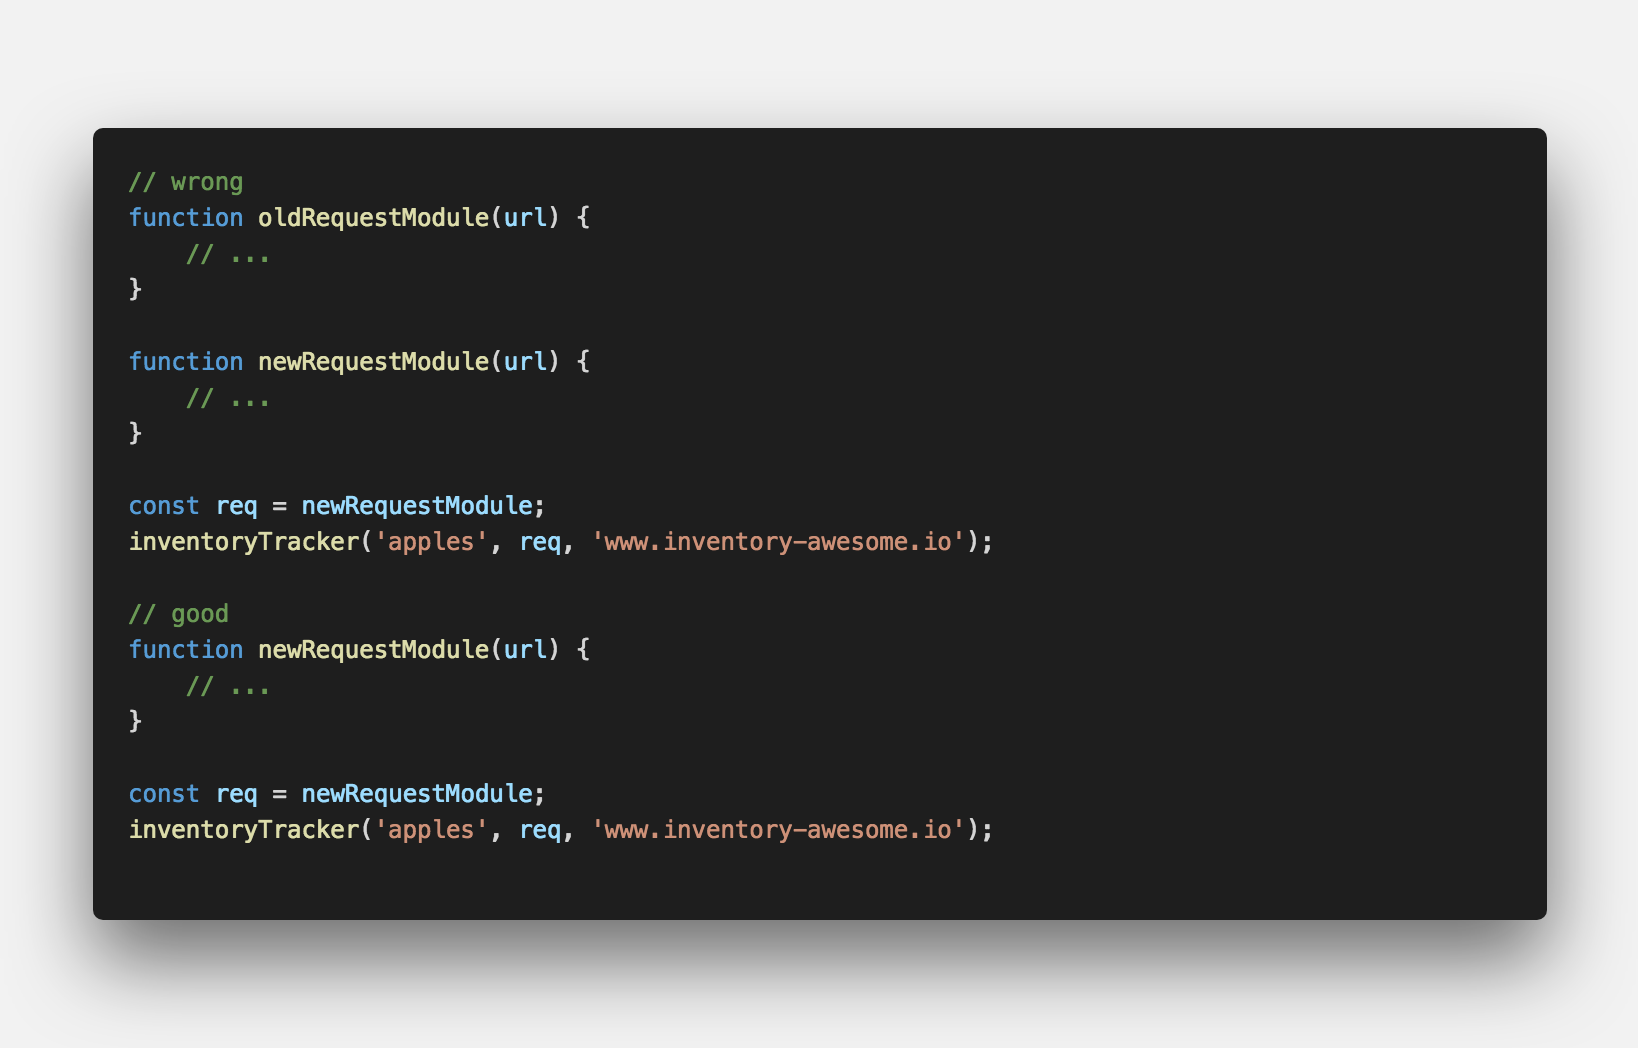 // wrong
function oldRequestModule(url) {
    // ...
}

function newRequestModule(url) {
    // ...
}

const req = newRequestModule;
inventoryTracker('apples', req, 'www.inventory-awesome.io');

// good
function newRequestModule(url) {
    // ...
}

const req = newRequestModule;
inventoryTracker('apples', req, 'www.inventory-awesome.io');